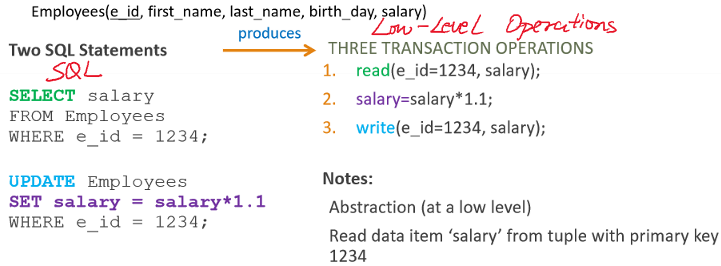 Employees(e_id, first_name, last_name, birth_day, salary)
produces
Low-Level Operations
Two SQL Statements
THREE TRANSACTION OPERATIONS
SQL
1. read(e_id=1234, salary);
SELECT salary
2. salary=salary*1.1;
FROM Employees
3. write(e_id=1234, salary);
WHERE e_id = 1234;
UPDATE Employees
SET salary = salary*1.1
WHERE e_id = 1234;
Notes:
Abstraction (at a low level)
Read data item ‘salary’ from tuple with primary key
1234